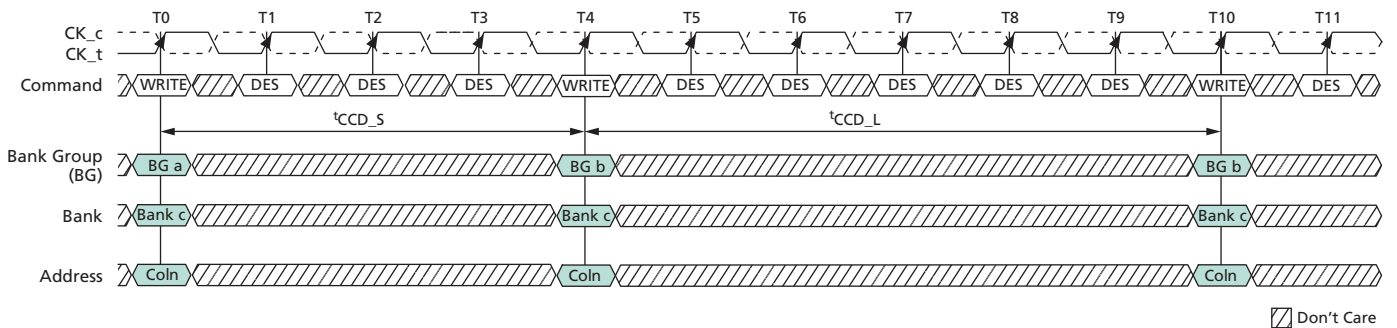 T0 T1 T2 T3 T4 T5 T6 T7 T8 T9 T10 T11
CK_c
CK_t
Command WRITE DES DES DES WRITE DES DES DES DES DES WRITE DES
tCCD_S tCCD_L
Bank Group
(BG) BG a BG b BG b
Bank Bank c Bank c Bank c
Address Coln Coln Coln
Don't Care